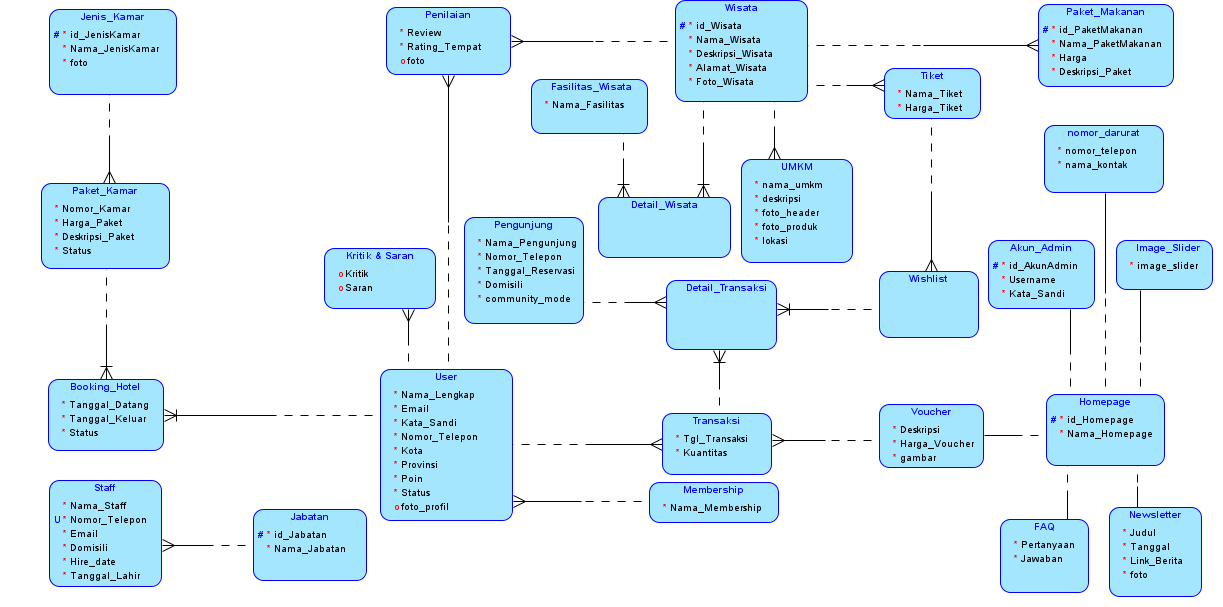 Jenis_Kamar
# * id_JenisKamar
* Nama_JenisKamar
* foto
Penilaian
* Review
* Rating_Tempat
o foto
Wisata
# * id_Wisata
* Nama_Wisata
* Deskripsi_Wisata
* Alamat_Wisata
* Foto_Wisata
Paket_Makanan
# * id_PaketMakanan
* Nama_PaketMakanan
* Harga
* Deskripsi_Paket
Fasilitas_Wisata
* Nama_Fasilitas
Tiket
* Nama_Tiket
* Harga_Tiket
nomor_darurat
* nomor_telepon
* nama_kontak
Paket_Kamar
* Nomor_Kamar
* Harga_Paket
* Deskripsi_Paket
* Status
UMKM
* nama_umkm
* deskripsi
* foto_header
* foto_produk
* lokasi
Detail_Wisata
Pengunjung
* Nama_Pengunjung
* Nomor_Telepon
* Tanggal_Reservasi
* Domisili
* community_mode
Kritik & Saran
o Kritik
o Saran
Akun_Admin
# * id_AkunAdmin
* Username
* Kata_Sandi
Image_Slider
* image_slider
Detail_Transaksi
Wishlist
Booking_Hotel
* Tanggal_Datang
* Tanggal_Keluar
* Status
User
* Nama_Lengkap
* Email
* Kata_Sandi
* Nomor_Telepon
* Kota
* Provinsi
* Poin
* Status
o foto_profil
Transaksi
* Tgl_Transaksi
* Kuantitas
Voucher
* Deskripsi
* Harga_Voucher
* gambar
Homepage
# * id_Homepage
* Nama_Homepage
Staff
* Nama_Staff
U * Nomor_Telepon
* Email
* Domisili
* Hire_date
* Tanggal_Lahir
Jabatan
# * id_Jabatan
* Nama_Jabatan
Membership
* Nama_Membership
FAQ
* Pertanyaan
* Jawaban
Newsletter
* Judul
* Tanggal
* Link_Berita
* foto